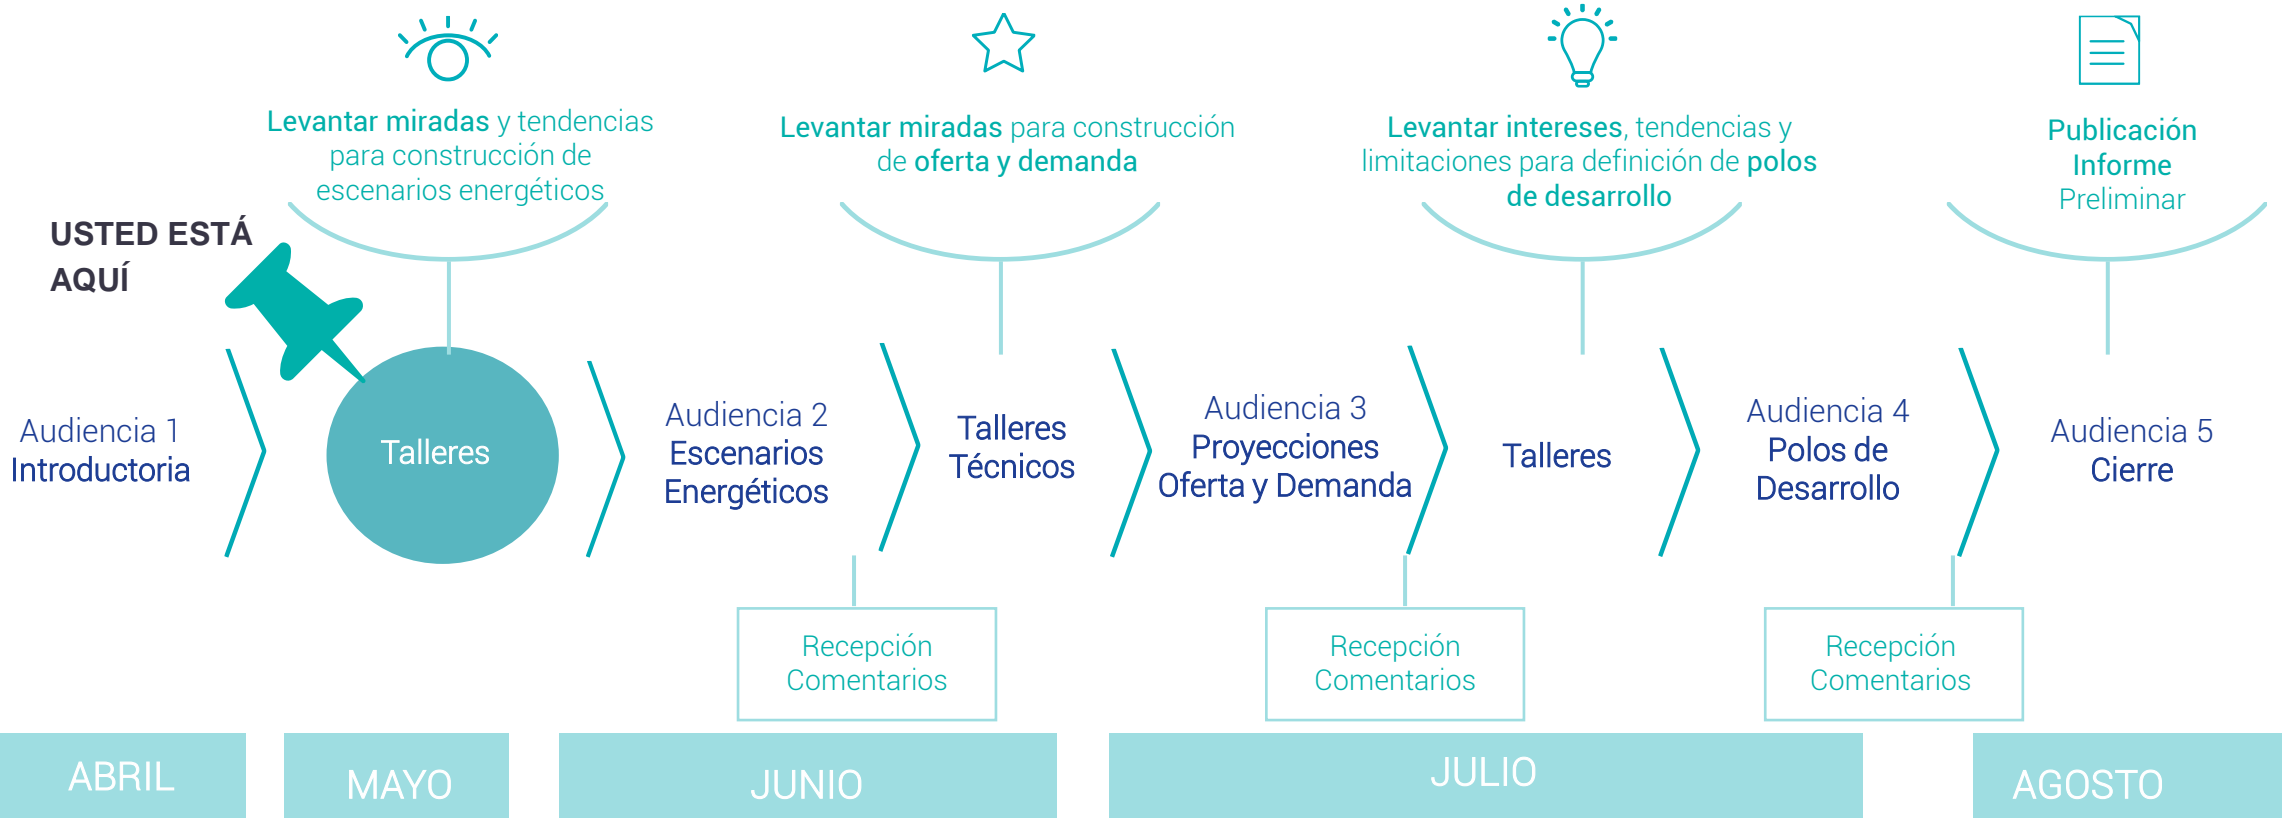 Levantar miradas y tendencias
para construcción de
escenarios energéticos
Levantar miradas para construcción
de oferta y demanda
Levantar intereses, tendencias y
limitaciones para definición de polos
de desarrollo
Publicación
Informe
Preliminar
USTED ESTÁ
AQUÍ
Audiencia 1
Introductoria
Talleres
Audiencia 2
Escenarios
Energéticos
Talleres
Técnicos
Audiencia 3
Proyecciones
Oferta y Demanda
Talleres
Audiencia 4
Polos de
Desarrollo
Audiencia 5
Cierre
Recepción
Comentarios
Recepción
Comentarios
Recepción
Comentarios
ABRIL
MAYO
JUNIO
JULIO
AGOSTO